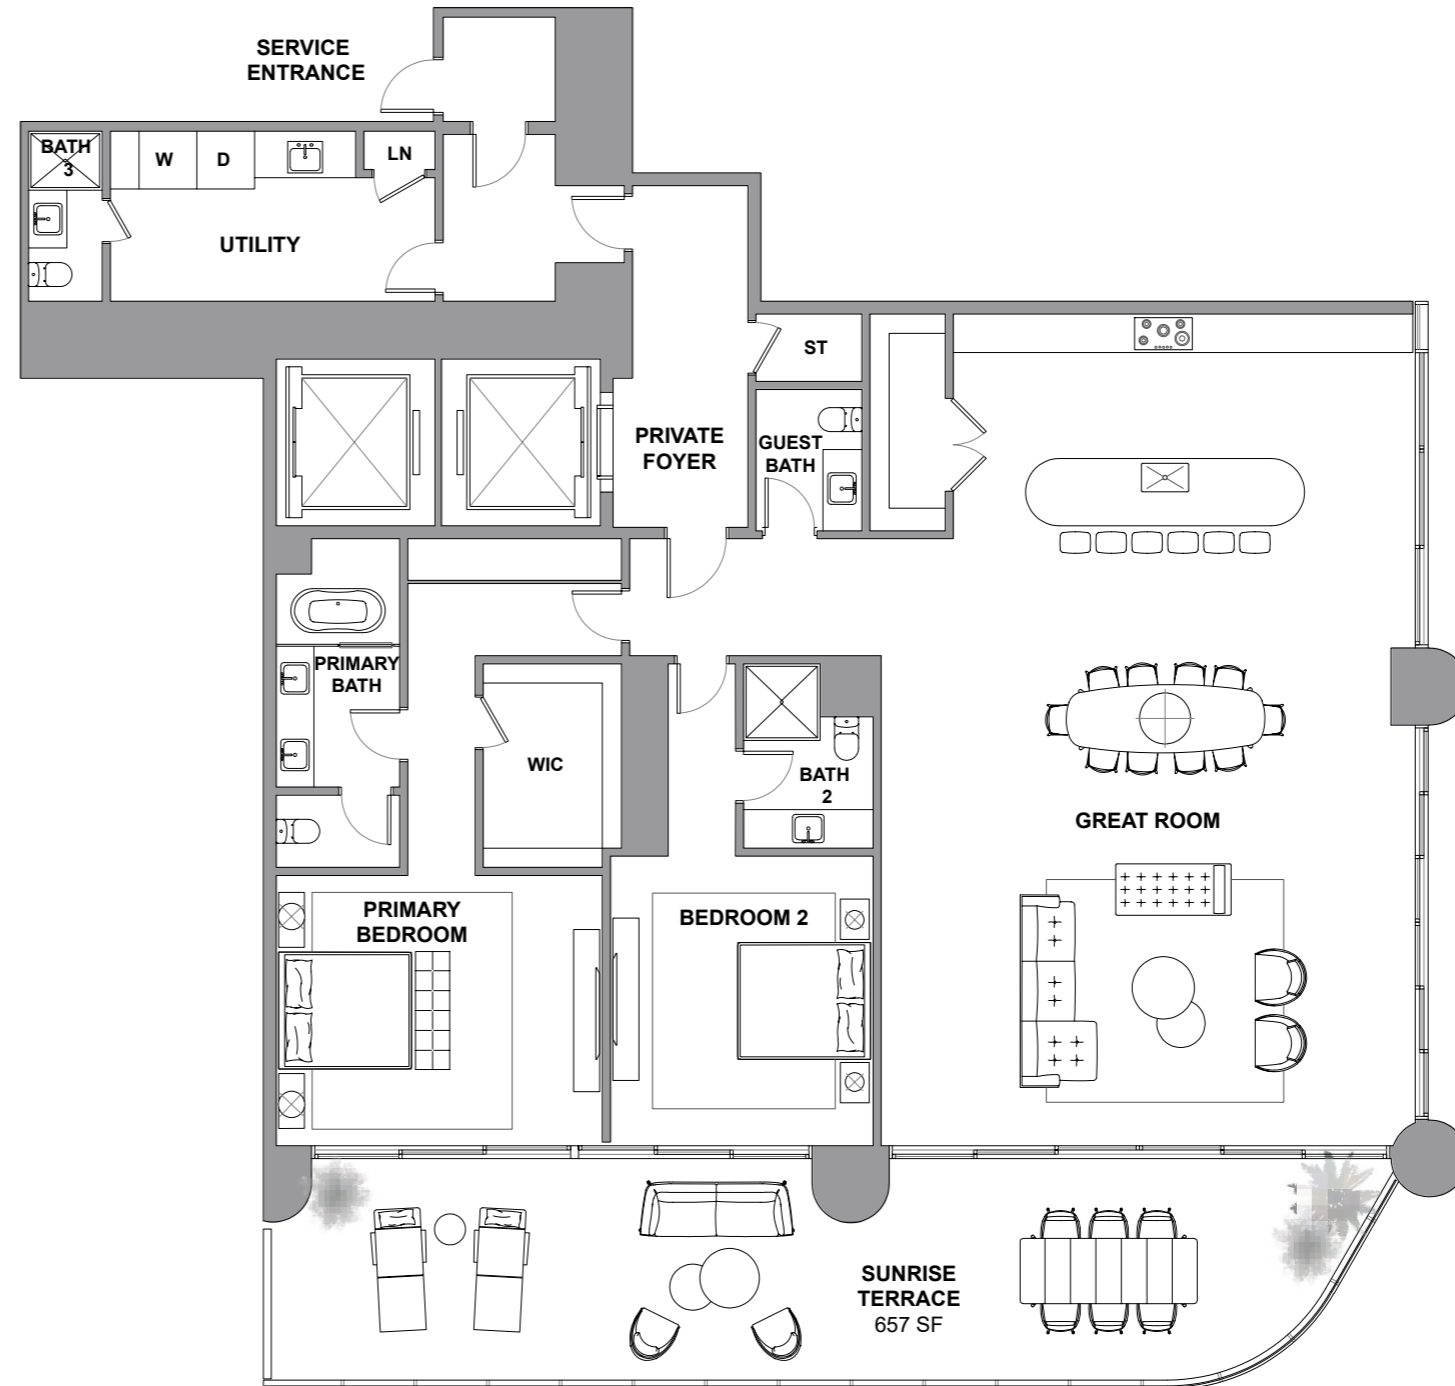 SERVICE
ENTRANCE
BATH
3
W
D
LN
UTILITY
ST
PRIVATE
FOYER
GUEST
BATH
PRIMARY
BATH
WIC
BATH
2
GREAT ROOM
PRIMARY
BEDROOM
BEDROOM 2
SUNRISE
TERRACE
657 SF